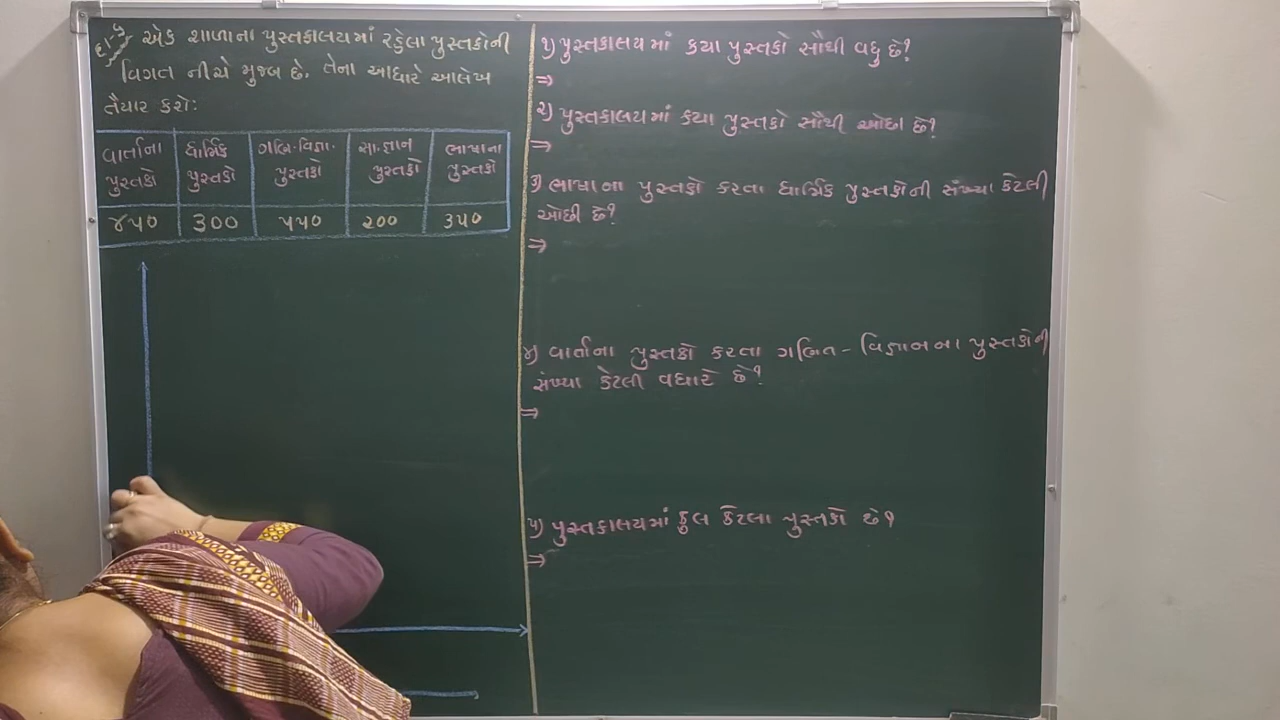 દા-૬ એક શાળાના પુસ્તકાલયમાં રહેલા પુસ્તકોની
વિગત નીચે મુજબ છે. તેના આધારે આલેખ
તૈયાર કરો:
વાર્તાના પુસ્તકો | ધાર્મિક પુસ્તકો | ગણિ-વિજ્ઞા. પુસ્તકો | સા.જ્ઞાન પુસ્તકો | ભાષાના પુસ્તકો
૪૫૦ | ૩૦૦ | ૫૫૦ | ૨૦૦ | ૩૫૦
૧) પુસ્તકાલયમાં કયા પુસ્તકો સૌથી વધુ છે?
⇒
૨) પુસ્તકાલયમાં કયા પુસ્તકો સૌથી ઓછા છે?
⇒
૩) ભાષાના પુસ્તકો કરતા ધાર્મિક પુસ્તકોની સંખ્યા કેટલી
ઓછી છે?
⇒
૪) વાર્તાના પુસ્તકો કરતા ગણિત - વિજ્ઞાનના પુસ્તકોની
સંખ્યા કેટલી વધારે છે?
⇒
૫) પુસ્તકાલયમાં કુલ કેટલા પુસ્તકો છે?
⇒